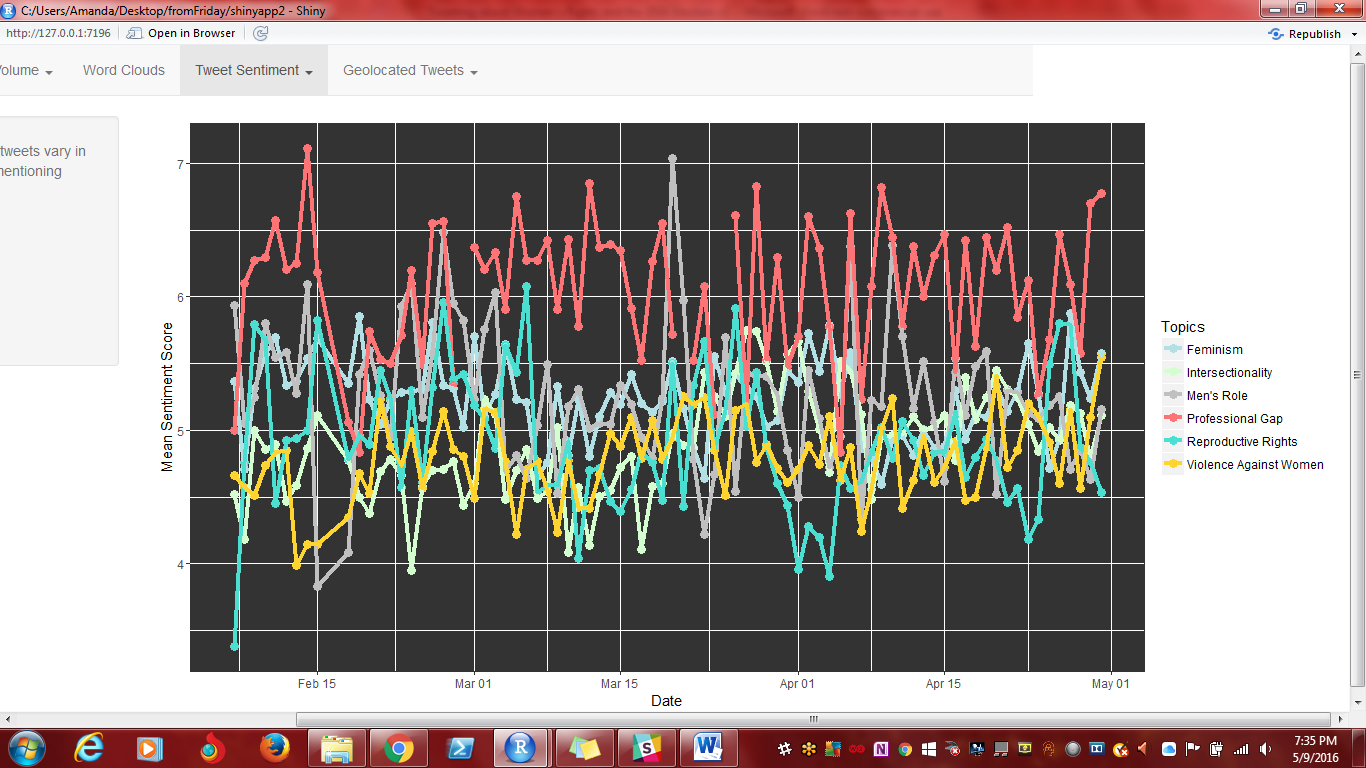 C:/Users/Amanda/Desktop/fromFriday/shinyapp2 - Shiny
http://127.0.0.1:7196
Open in Browser
Republish
olume
Word Clouds
Tweet Sentiment
Geolocated Tweets
tweets vary in
mentioning
7
6
5
4
Mean Sentiment Score
Feb 15
Mar 01
Mar 15
Apr 01
Apr 15
May 01
Date
Topics
Feminism
Intersectionality
Men's Role
Professional Gap
Reproductive Rights
Violence Against Women
7:35 PM
5/9/2016